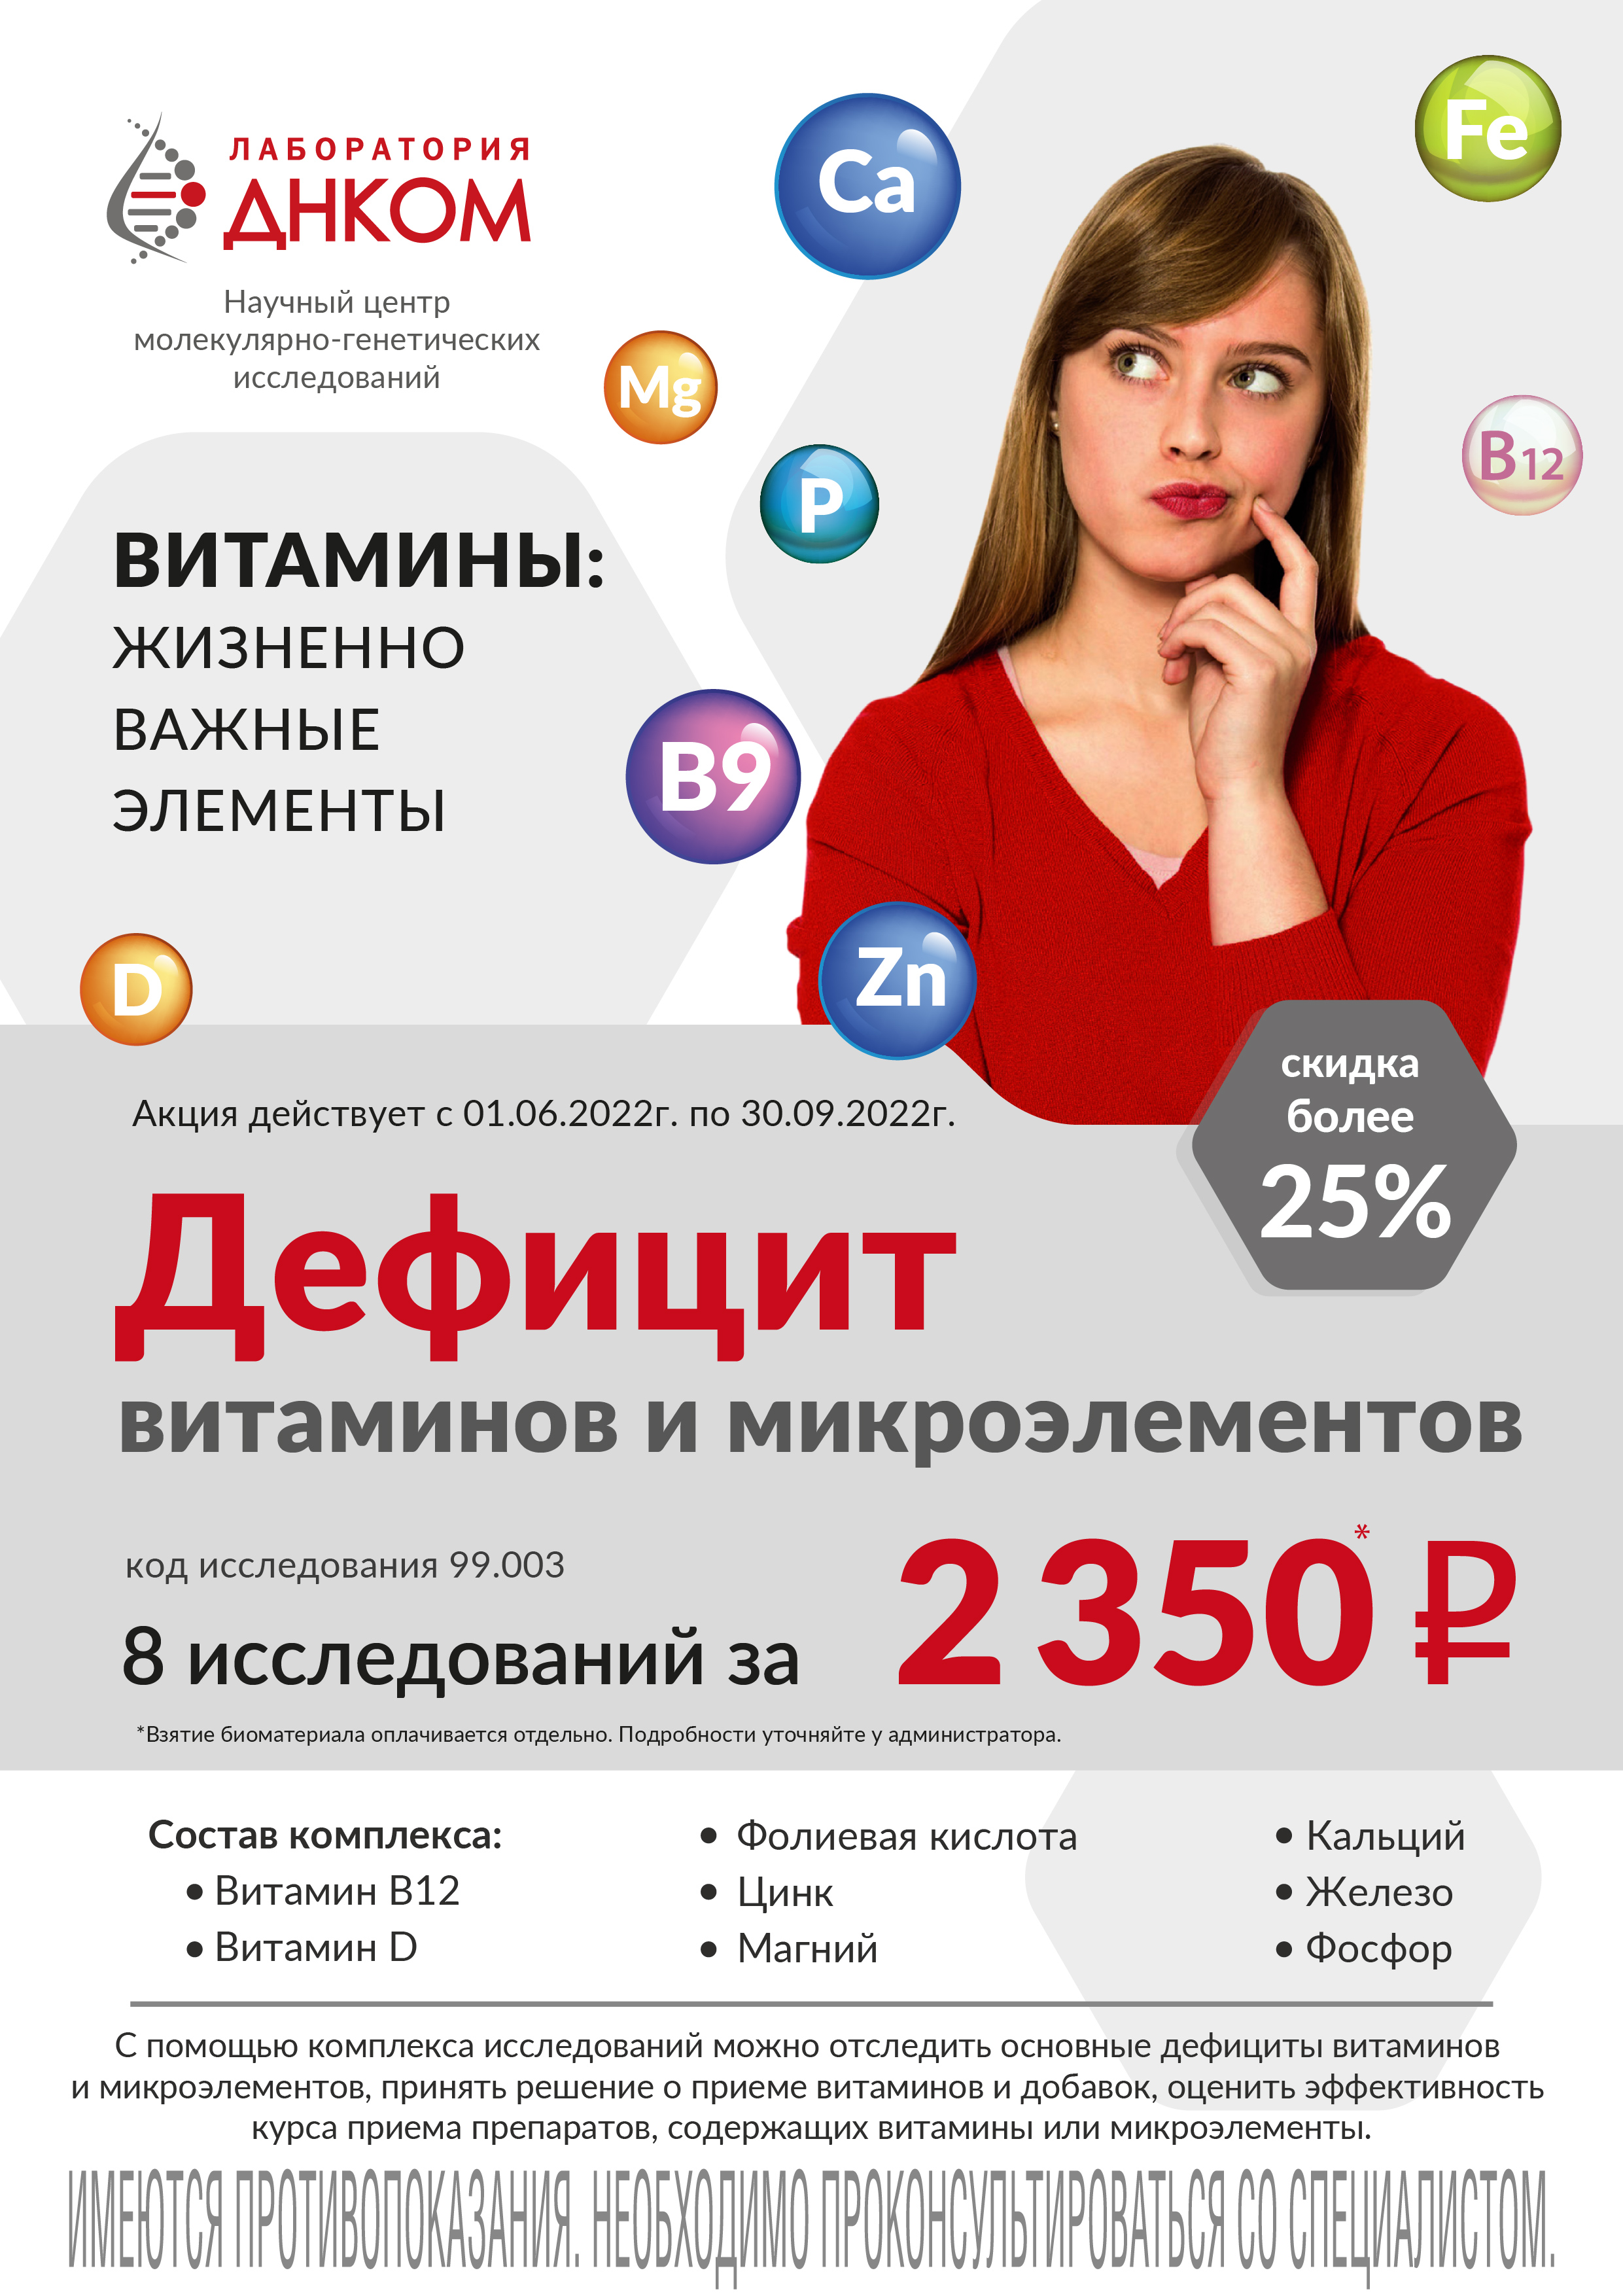 ЛАБОРАТОРИЯ
ДНКОМ
Научный центр
молекулярно-генетических
исследований
Ca
Fe
Mg
P
B12
ВИТАМИНЫ:
ЖИЗНЕННО
ВАЖНЫЕ
ЭЛЕМЕНТЫ
B9
Zn
D
скидка
более
25%
Акция действует с 01.06.2022г. по 30.09.2022г.
Дефицит
витаминов и микроэлементов
код исследования 99.003
8 исследований за 2 350* ₽
*Взятие биоматериала оплачивается отдельно. Подробности уточняйте у администратора.
Состав комплекса:
• Витамин B12
• Витамин D
• Фолиевая кислота
• Цинк
• Магний
• Кальций
• Железо
• Фосфор
С помощью комплекса исследований можно отследить основные дефициты витаминов
и микроэлементов, принять решение о приеме витаминов и добавок, оценить эффективность
курса приема препаратов, содержащих витамины или микроэлементы.
ИМЕЮТСЯ ПРОТИВОПОКАЗАНИЯ. НЕОБХОДИМО ПРОКОНСУЛЬТИРОВАТЬСЯ СО СПЕЦИАЛИСТОМ.